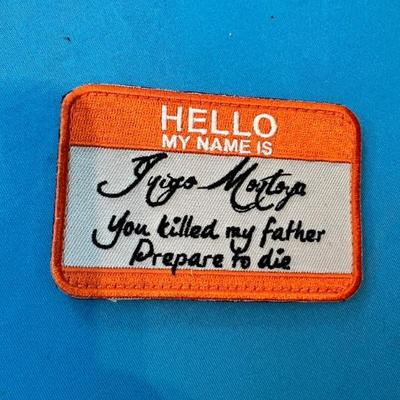 HELLO
MY NAME IS
Inigo Montoya
You killed my father
Prepare to die